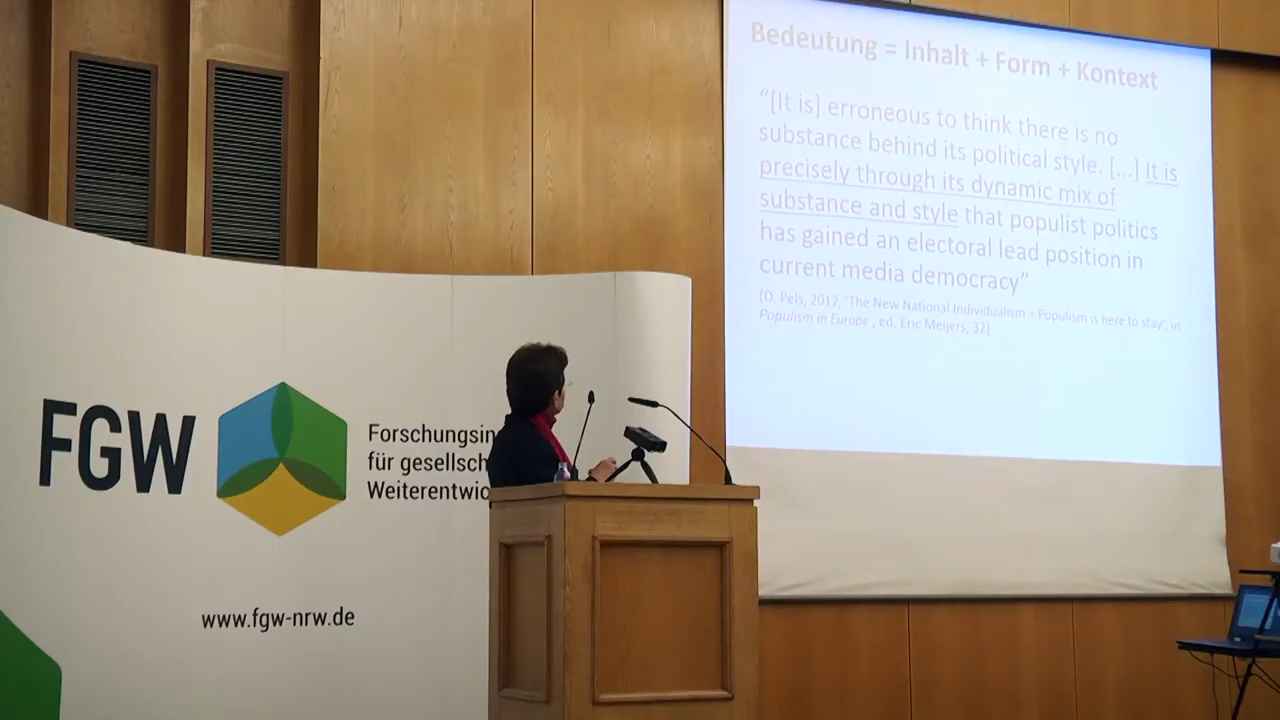 FGW
Forschungsin
für gesellsch
Weiterentwic
www.fgw-nrw.de
Bedeutung = Inhalt + Form + Kontext
“[It is] erroneous to think there is no
substance behind its political style. [...] It is
precisely through its dynamic mix of
substance and style that populist politics
has gained an electoral lead position in
current media democracy”
(D. Pels, 2012, ‘The New National Individualism – Populism is here to stay’, in
Populism in Europe , ed. Eric Meijers, 32)